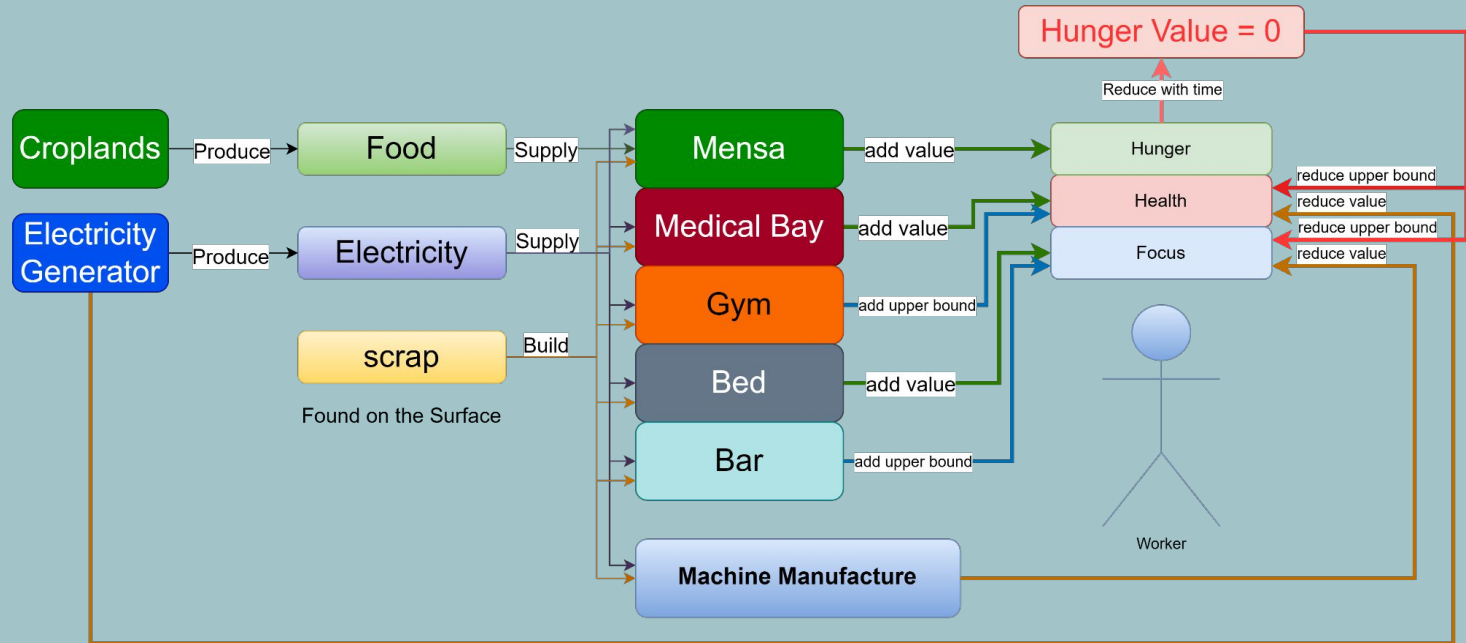 Hunger Value = 0
Reduce with time
Croplands
Produce
Food
Supply
Mensa
add value
Hunger
reduce upper bound
Health
reduce value
Electricity
Generator
Produce
Electricity
Supply
Medical Bay
add value
reduce upper bound
Focus
reduce value
Gym
add upper bound
scrap
Build
Found on the Surface
Bed
add value
Bar
add upper bound
Worker
Machine Manufacture